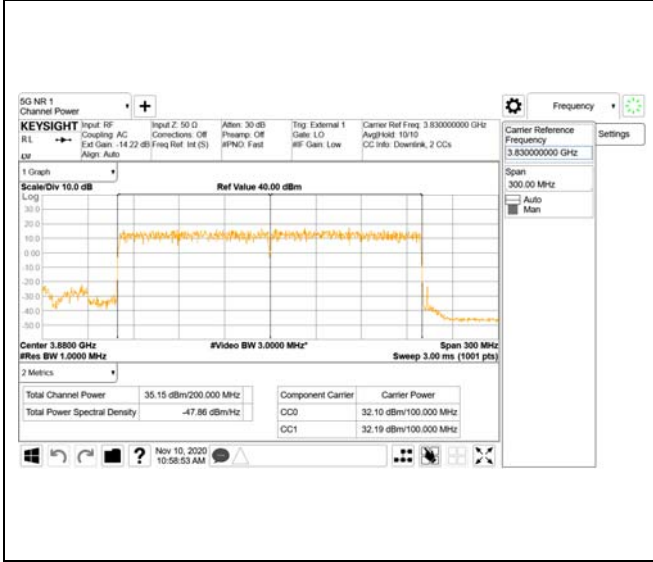 5G NR 1
Channel Power
Frequency
KEYSIGHT
RL
Input: RF
Coupling: AC
Ext Gain: -14.22 dB
Align: Auto
Input Z: 50 Ω
Corrections: Off
Freq Ref: Int (S)
Atten: 30 dB
Preamp: Off
#PNO: Fast
Trig: External 1
Gate: LO
#IF Gain: Low
Carrier Ref Freq: 3.830000000 GHz
Avg|Hold: 10/10
CC Info: Downlink, 2 CCs
Carrier Reference
Frequency
3.830000000 GHz
Settings
Span
300.00 MHz
Auto
Man
1 Graph
Scale/Div 10.0 dB
Ref Value 40.00 dBm
Log
30.0
20.0
10.0
0.00
-10.0
-20.0
-30.0
-40.0
-50.0
Center 3.8800 GHz
#Video BW 3.0000 MHz*
Span 300 MHz
#Res BW 1.0000 MHz
Sweep 3.00 ms (1001 pts)
2 Metrics
Total Channel Power 35.15 dBm/200.000 MHz
Total Power Spectral Density -47.86 dBm/Hz
Component Carrier Carrier Power
CC0 32.10 dBm/100.000 MHz
CC1 32.19 dBm/100.000 MHz
Nov 10, 2020
10:58:53 AM